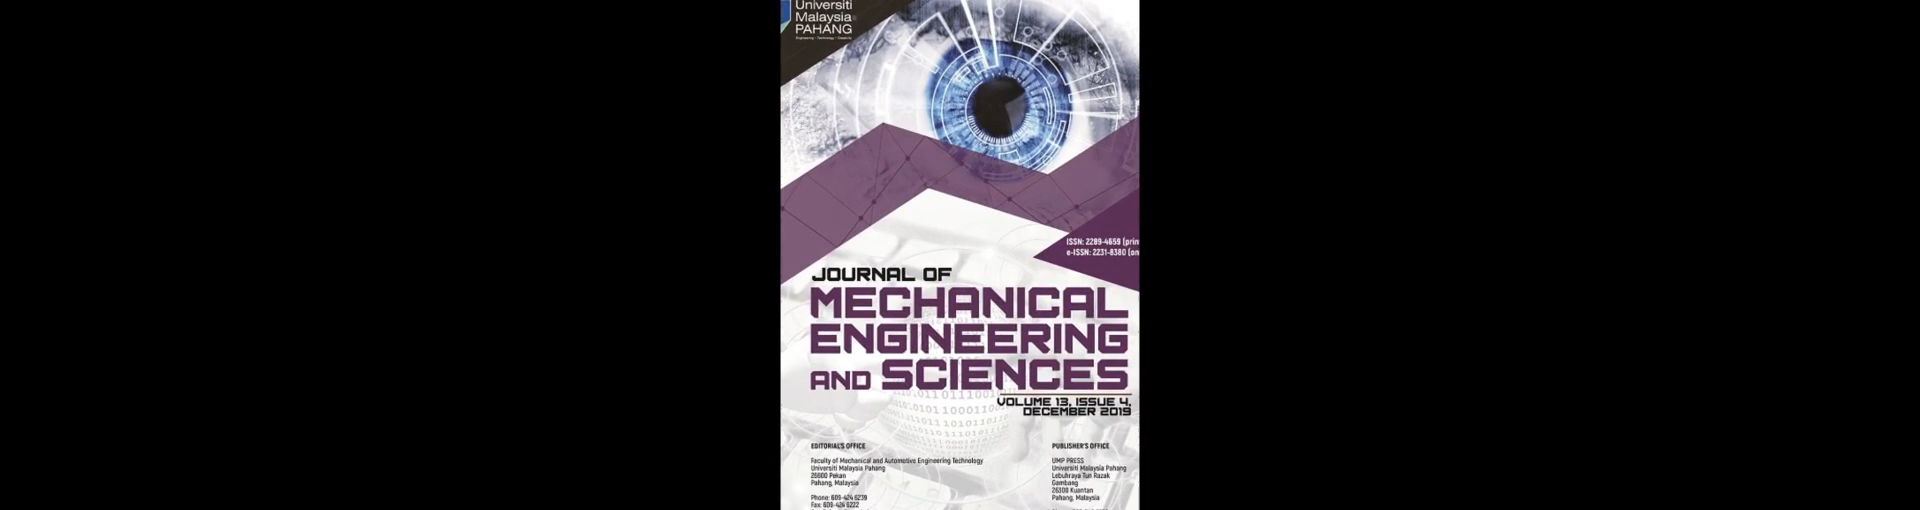 Universiti
Malaysia
PAHANG
Engineering • Technology • Creativity
ISSN: 2289-4659 (prin
e-ISSN: 2231-8380 (on
JOURNAL OF
MECHANICAL
ENGINEERING
AND SCIENCES
VOLUME 13, ISSUE 4,
DECEMBER 2019
EDITORIAL'S OFFICE
Faculty of Mechanical and Automotive Engineering Technology
Universiti Malaysia Pahang
26600 Pekan
Pahang, Malaysia
Phone: 609-424 6239
Fax: 609-424 6222
PUBLISHER'S OFFICE
UMP PRESS
Universiti Malaysia Pahang
Lebuhraya Tun Razak
Gambang
26300 Kuantan
Pahang, Malaysia